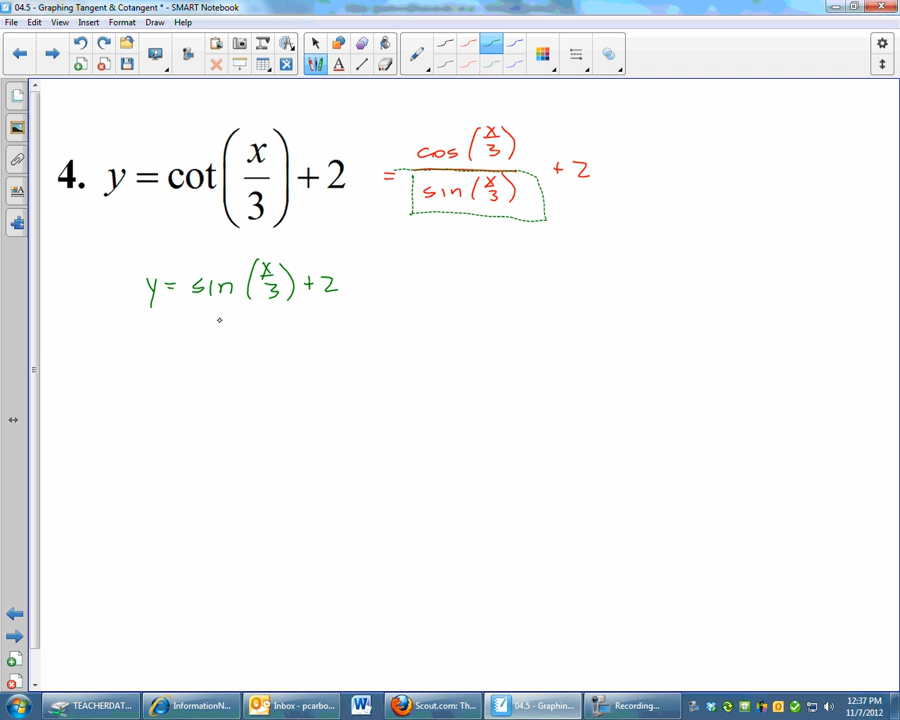 04.5 - Graphing Tangent & Cotangent * - SMART Notebook
File Edit View Insert Format Draw Help
4. y = cot(x/3) + 2 = cos(x/3) / sin(x/3) + 2
y = sin(x/3) + 2
TEACHERDAT... InformationN... Inbox - pcarbo... Scout.com: Th... 04.5 - Graphin... Recording...
12:37 PM
11/7/2012